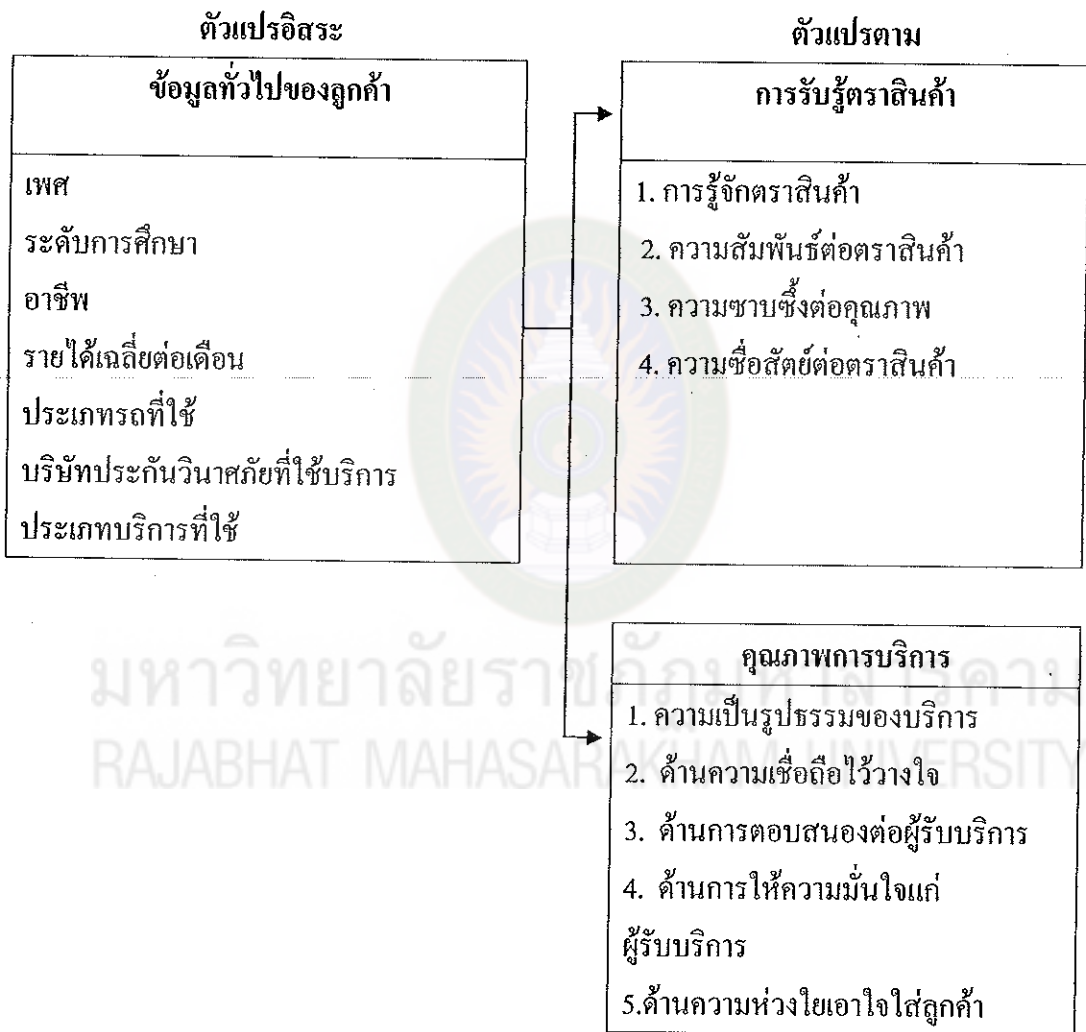 ตัวแปรอิสระ
ข้อมูลทั่วไปของลูกค้า
เพศ
ระดับการศึกษา
อาชีพ
รายได้เฉลี่ยต่อเดือน
ประเภทรถที่ใช้
บริษัทประกันวินาศภัยที่ใช้บริการ
ประเภทบริการที่ใช้
ตัวแปรตาม
การรับรู้ตราสินค้า
1. การรู้จักตราสินค้า
2. ความสัมพันธ์ต่อตราสินค้า
3. ความซาบซึ้งต่อคุณภาพ
4. ความซื่อสัตย์ต่อตราสินค้า
คุณภาพการบริการ
1. ความเป็นรูปธรรมของบริการ
2. ด้านความเชื่อถือไว้วางใจ
3. ด้านการตอบสนองต่อผู้รับบริการ
4. ด้านการให้ความมั่นใจแก่
ผู้รับบริการ
5.ด้านความห่วงใยเอาใจใส่ลูกค้า
มหาวิทยาลัยราชภัฏมหาสารคาม
RAJABHAT MAHASARAKHAM UNIVERSITY